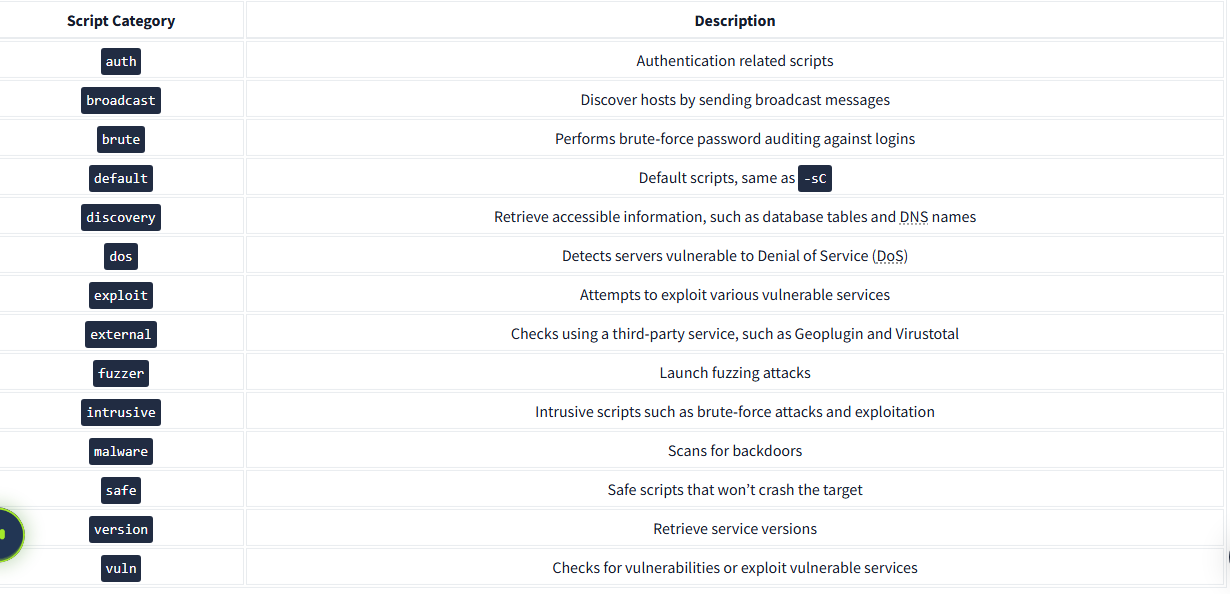 Script Category Description
auth Authentication related scripts
broadcast Discover hosts by sending broadcast messages
brute Performs brute-force password auditing against logins
default Default scripts, same as -sC
discovery Retrieve accessible information, such as database tables and DNS names
dos Detects servers vulnerable to Denial of Service (DoS)
exploit Attempts to exploit various vulnerable services
external Checks using a third-party service, such as Geoplugin and Virustotal
fuzzer Launch fuzzing attacks
intrusive Intrusive scripts such as brute-force attacks and exploitation
malware Scans for backdoors
safe Safe scripts that won’t crash the target
version Retrieve service versions
vuln Checks for vulnerabilities or exploit vulnerable services